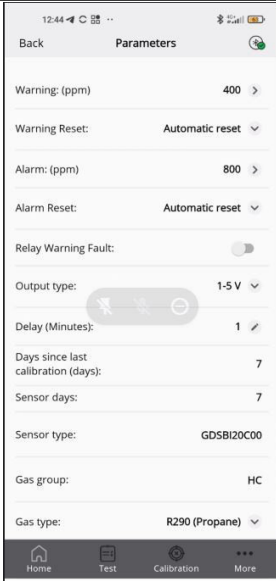 12:44
Back Parameters
Warning: (ppm) 400
Warning Reset: Automatic reset
Alarm: (ppm) 800
Alarm Reset: Automatic reset
Relay Warning Fault:
Output type: 1-5 V
Delay (Minutes): 1
Days since last
calibration (days): 7
Sensor days: 7
Sensor type: GDSBI20C00
Gas group: HC
Gas type: R290 (Propane)
Home Test Calibration More